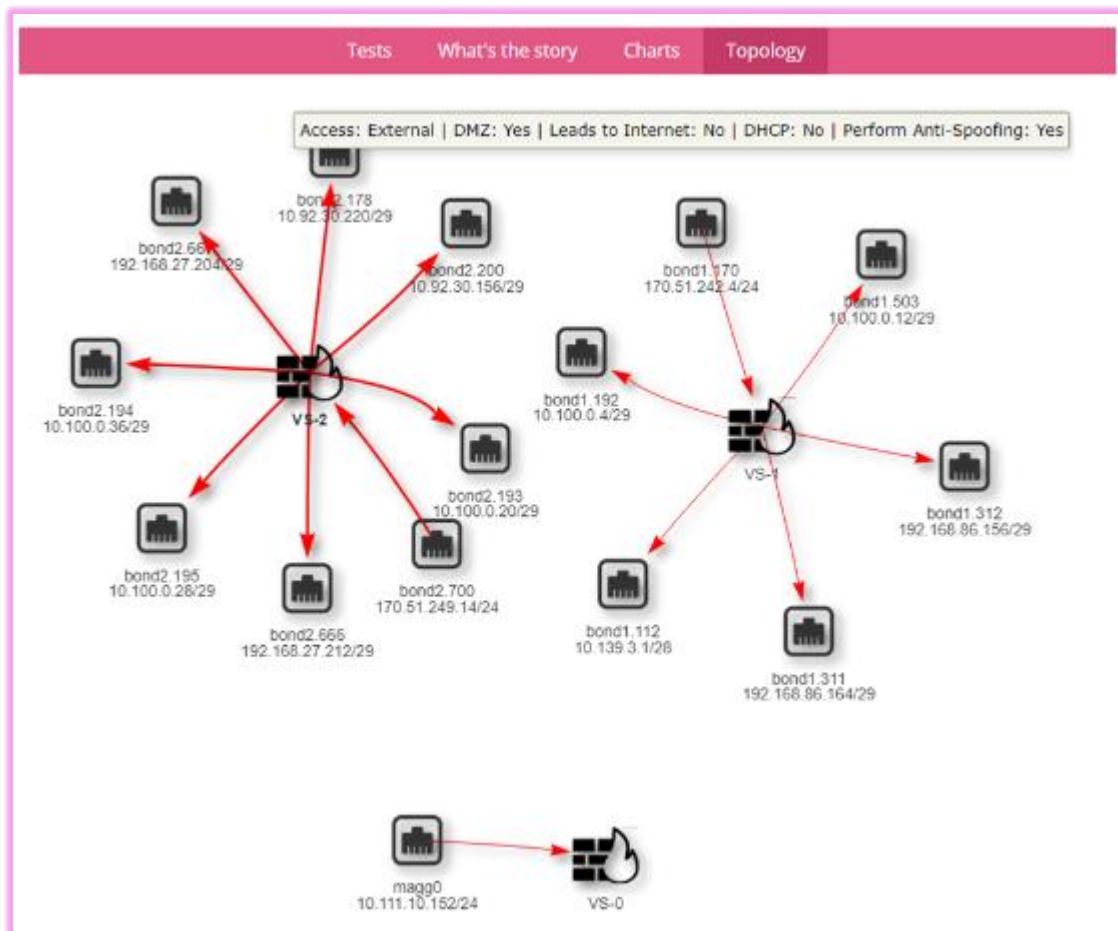 Tests What's the story Charts Topology
Access: External | DMZ: Yes | Leads to Internet: No | DHCP: No | Perform Anti-Spoofing: Yes
bond2.178
10.92.30.220/29
192.168.27.204/29
bond2.200
10.92.30.156/29
bond1.170
170.51.242.4/24
bond1.503
10.100.0.12/29
bond2.194
10.100.0.36/29
VS-2
bond1.192
10.100.0.4/29
VS-1
bond2.193
10.100.0.20/29
bond1.312
192.168.86.156/29
bond2.195
10.100.0.28/29
bond2.700
170.51.249.14/24
bond2.666
192.168.27.212/29
bond1.112
bond1.311
192.168.86.164/29
magg0
10.111.10.152/24
VS-0